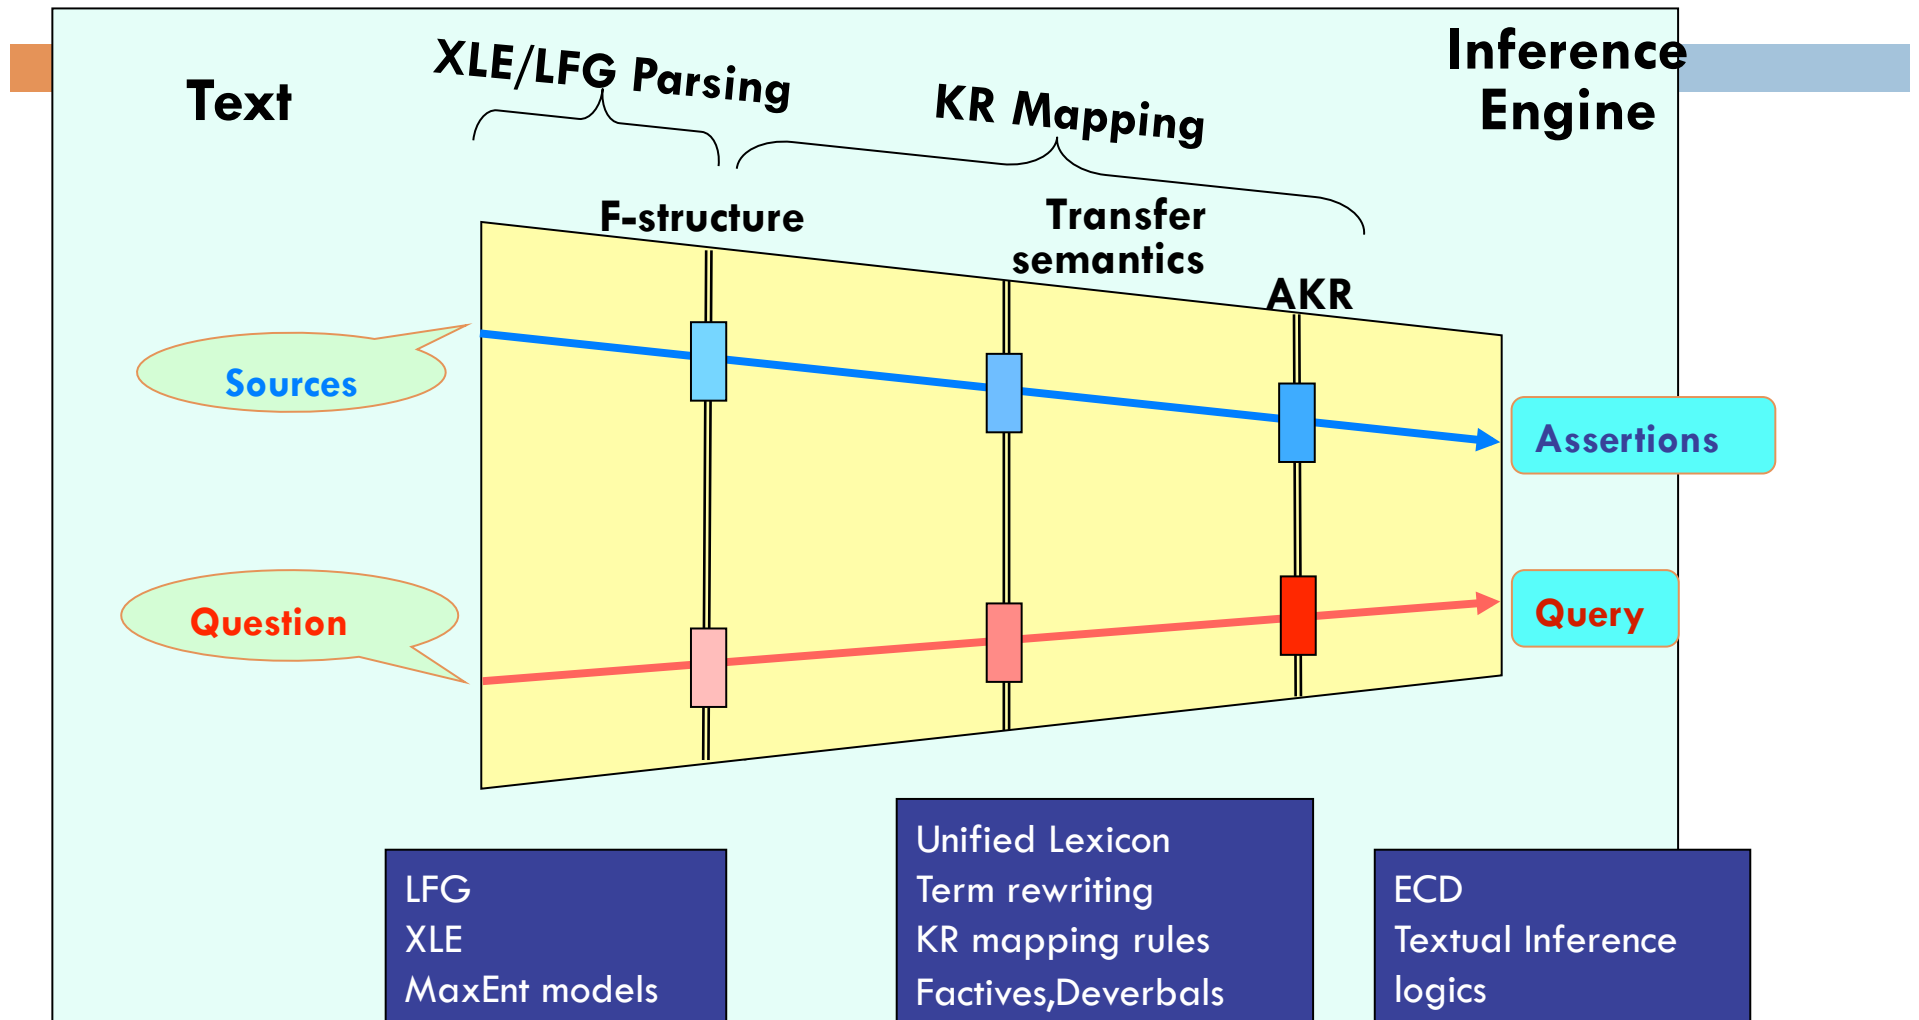 Text
XLE/LFG Parsing
KR Mapping
Inference
Engine
F-structure
Transfer
semantics
AKR
Sources
Assertions
Question
Query
LFG
XLE
MaxEnt models
Unified Lexicon
Term rewriting
KR mapping rules
Factives,Deverbals
ECD
Textual Inference
logics